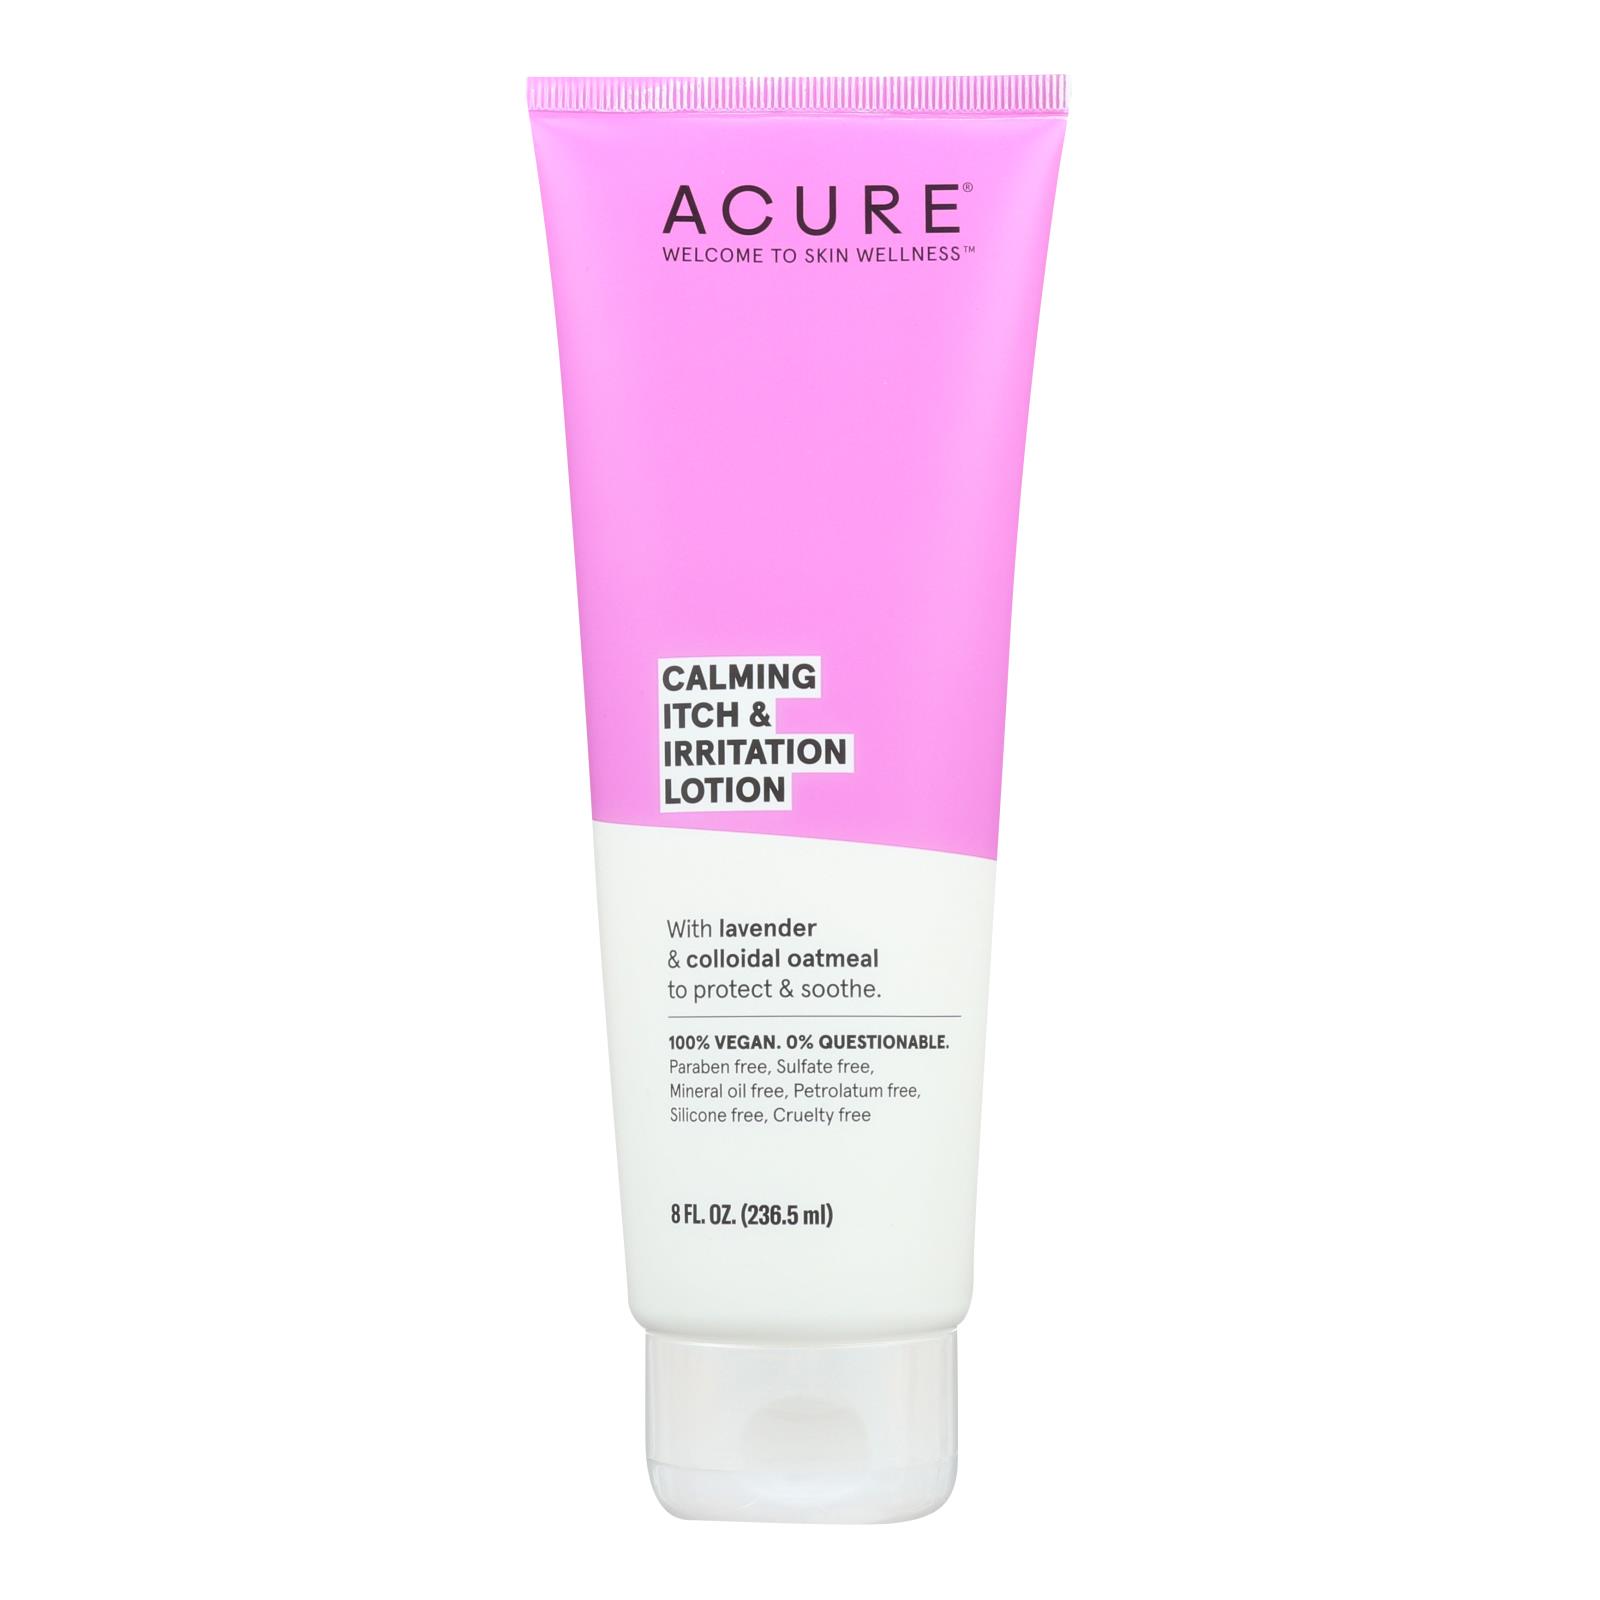 ACURE®
WELCOME TO SKIN WELLNESS™
CALMING
ITCH &
IRRITATION
LOTION
With lavender
& colloidal oatmeal
to protect & soothe.
100% VEGAN. 0% QUESTIONABLE.
Paraben free, Sulfate free,
Mineral oil free, Petrolatum free,
Silicone free, Cruelty free
8 FL. OZ. (236.5 ml)